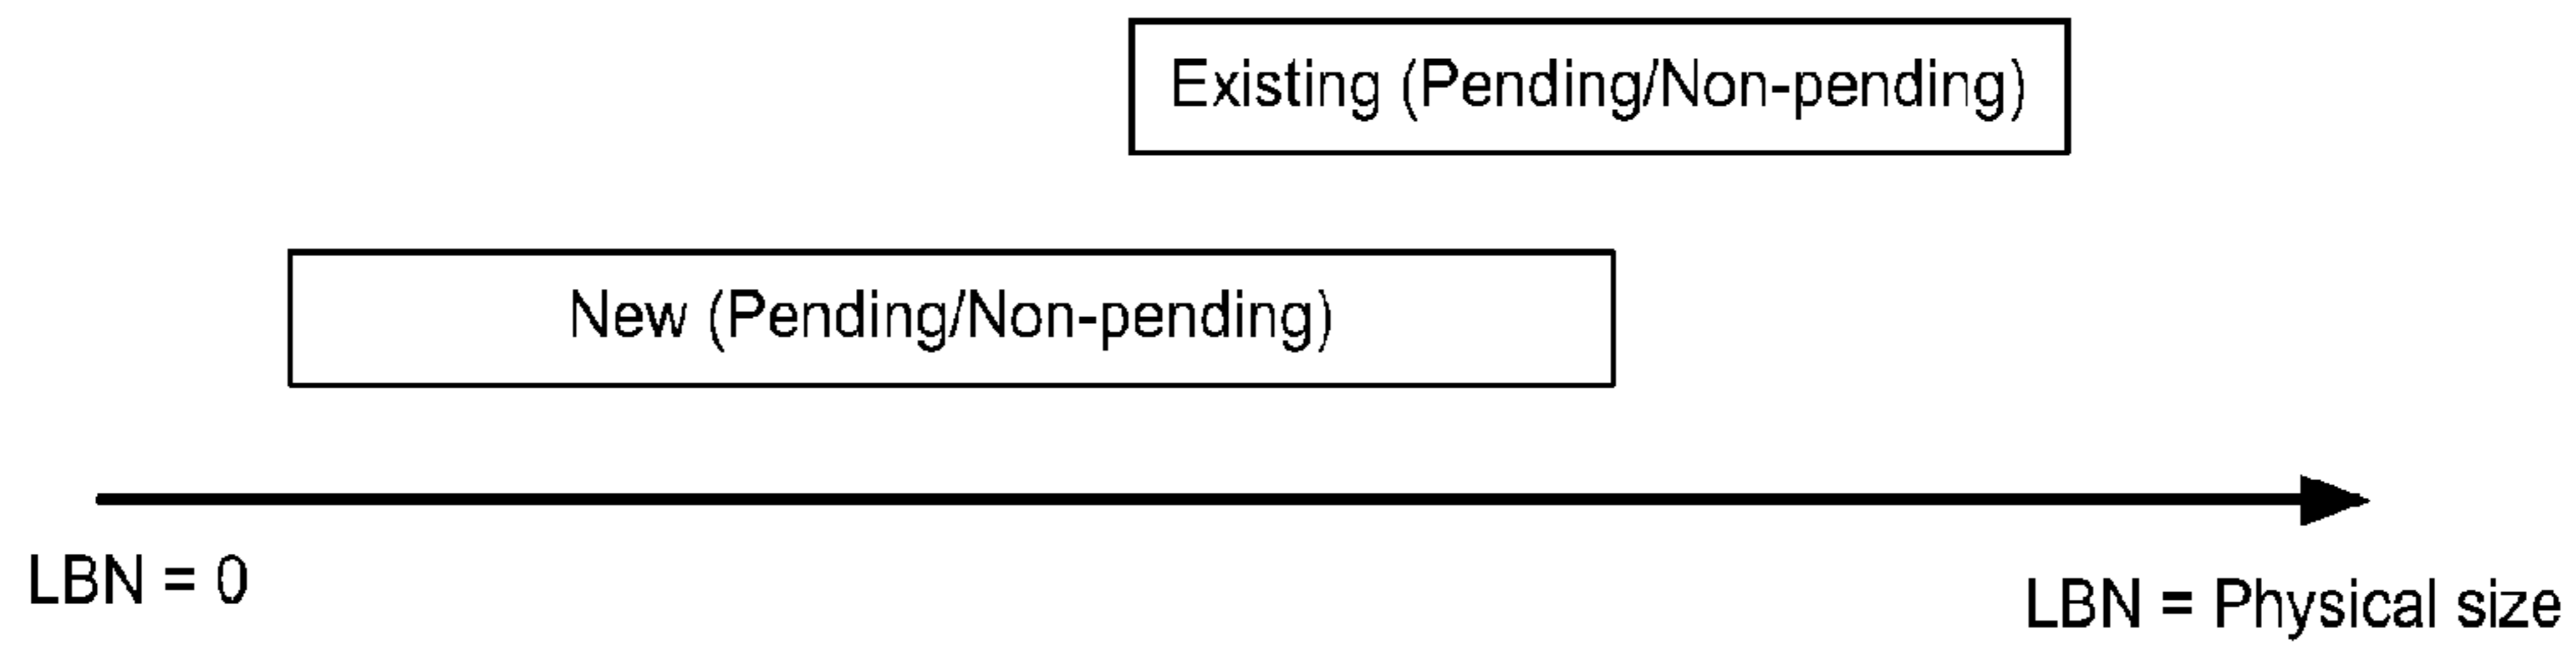 Existing (Pending/Non-pending)
New (Pending/Non-pending)
LBN = 0
LBN = Physical size